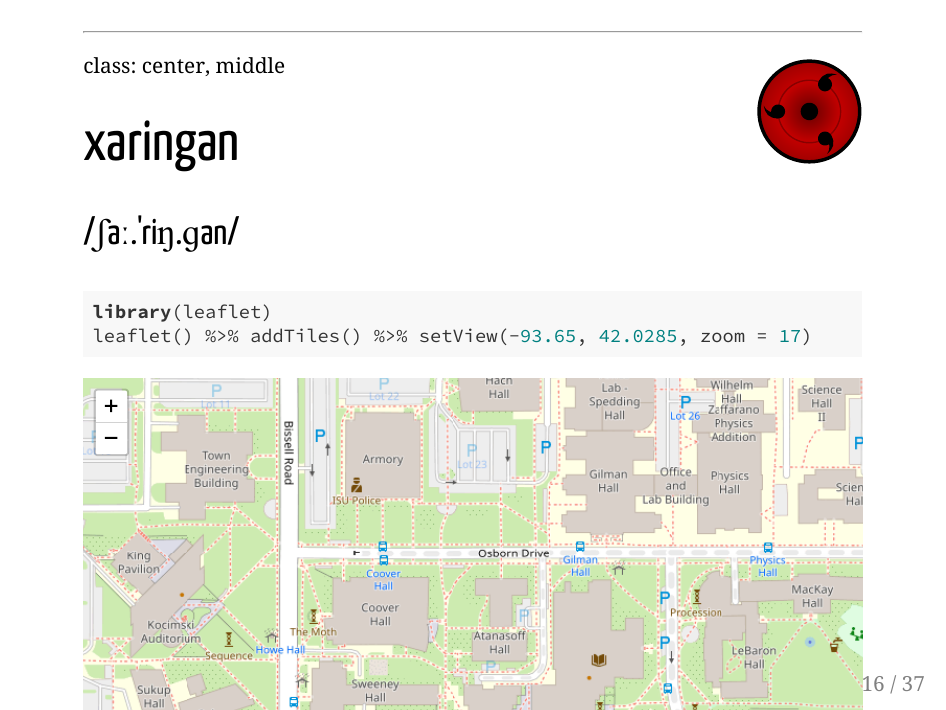 class: center, middle
xaringan
/ʃaː.ˈriŋ.ɡan/
library(leaflet)
leaflet() %>% addTiles() %>% setView(-93.65, 42.0285, zoom = 17)
+
−
P
Lot 11
P
Lot 22
Hach
Hall
Lab -
Spedding
Hall
P
Lot 26
Wilhelm
Hall
Zaffarano
Physics
Addition
Science
Hall
II
Bissell Road
P
P
P
Lot 23
P
Town
Engineering
Building
Armory
ISU Police
Gilman
Hall
Office
and
Lab Building
Physics
Hall
Scien
Hal
Osborn Drive
King
Pavilion
Coover
Hall
Gilman
Hall
Physics
Hall
MacKay
Hall
Kocimski
Auditorium
The Moth
Coover
Hall
P
P
Procession
Sequence
Howe Hall
Atanasoff
Hall
P
P
LeBaron
Hall
Sukup
Hall
Sweeney
Hall
16 / 37